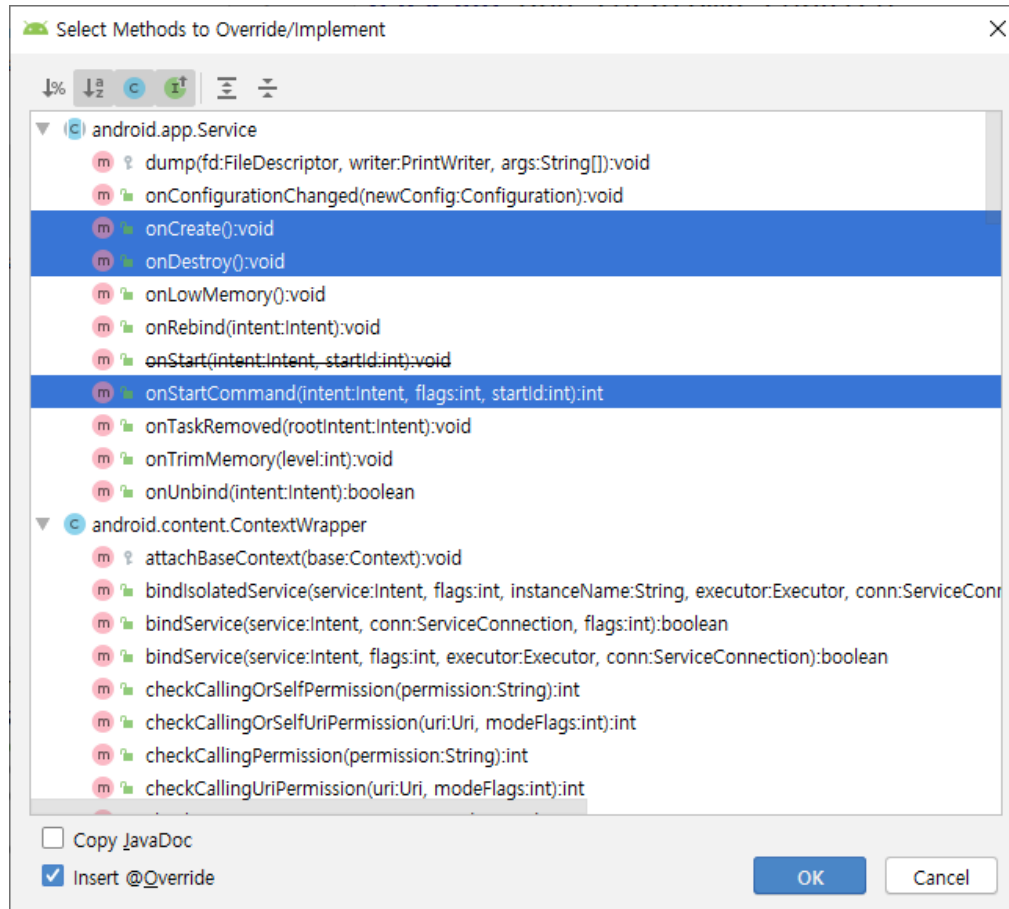 Select Methods to Override/Implement
android.app.Service
dump(fd:FileDescriptor, writer:PrintWriter, args:String[]):void
onConfigurationChanged(newConfig:Configuration):void
onCreate():void
onDestroy():void
onLowMemory():void
onRebind(intent:Intent):void
onStart(intent:Intent, startId:int):void
onStartCommand(intent:Intent, flags:int, startId:int):int
onTaskRemoved(rootIntent:Intent):void
onTrimMemory(level:int):void
onUnbind(intent:Intent):boolean
android.content.ContextWrapper
attachBaseContext(base:Context):void
bindIsolatedService(service:Intent, flags:int, instanceName:String, executor:Executor, conn:ServiceConn
bindService(service:Intent, conn:ServiceConnection, flags:int):boolean
bindService(service:Intent, flags:int, executor:Executor, conn:ServiceConnection):boolean
checkCallingOrSelfPermission(permission:String):int
checkCallingOrSelfUriPermission(uri:Uri, modeFlags:int):int
checkCallingPermission(permission:String):int
checkCallingUriPermission(uri:Uri, modeFlags:int):int
Copy JavaDoc
Insert @Override
OK
Cancel